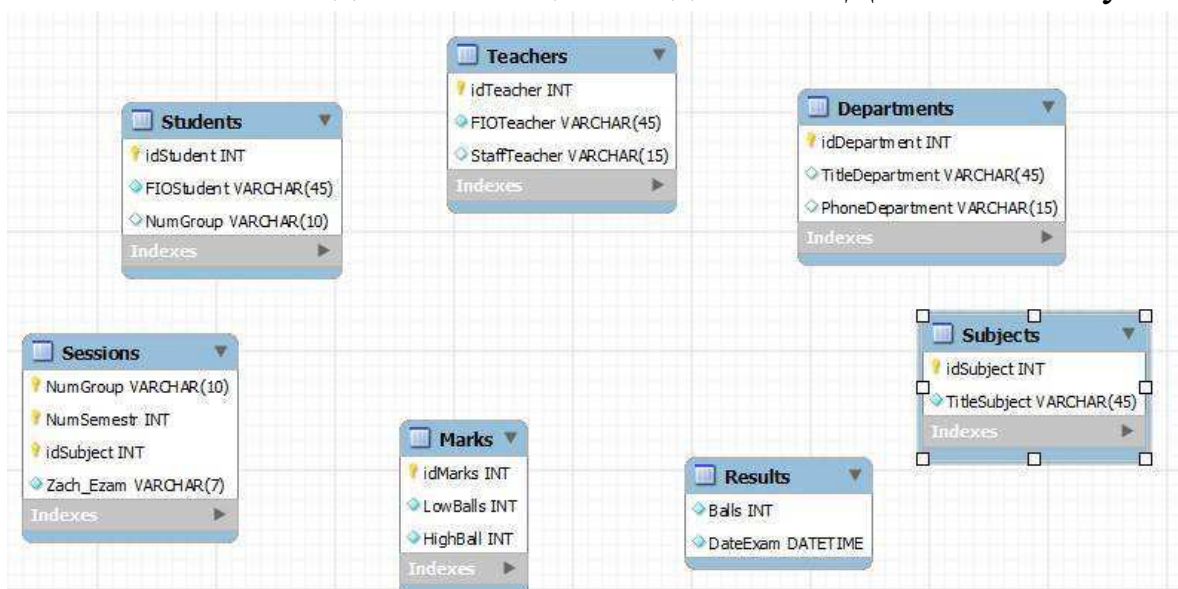 Teachers
idTeacher INT
FIOTeacher VARCHAR(45)
StaffTeacher VARCHAR(15)
Indexes
Students
idStudent INT
FIOStudent VARCHAR(45)
NumGroup VARCHAR(10)
Indexes
Departments
idDepartment INT
TitleDepartment VARCHAR(45)
PhoneDepartment VARCHAR(15)
Indexes
Subjects
idSubject INT
TitleSubject VARCHAR(45)
Indexes
Sessions
NumGroup VARCHAR(10)
NumSemestr INT
idSubject INT
Zach_Ezam VARCHAR(7)
Indexes
Marks
idMarks INT
LowBalls INT
HighBall INT
Indexes
Results
Balls INT
DateExam DATETIME